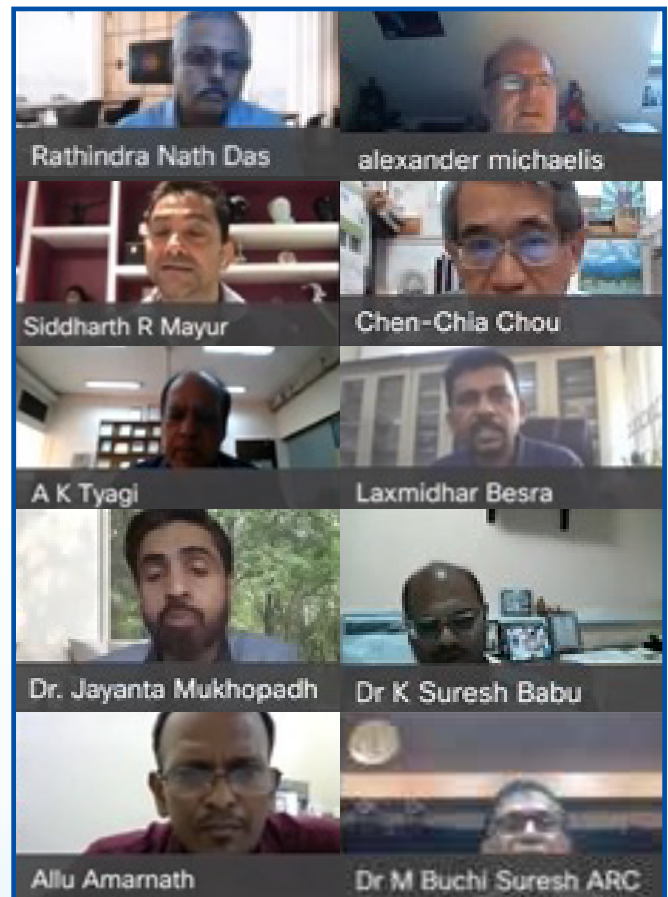 Rathindra Nath Das
alexander michaelis
Siddharth R Mayur
Chen-Chia Chou
A K Tyagi
Laxmidhar Besra
Dr. Jayanta Mukhopadh
Dr K Suresh Babu
Allu Amarnath
Dr M Buchi Suresh ARC